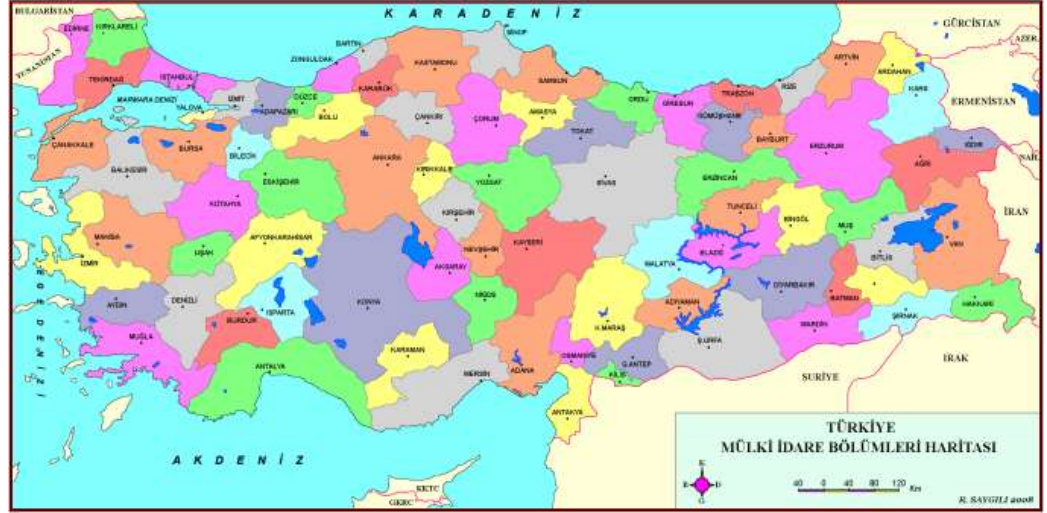 BULGARİSTAN
KARADENİZ
GÜRCİSTAN
EDİRNE
KIRKLARELİ
SİNOP
BARTIN
AZER.
YUNANİSTAN
ZONGULDAK
KASTAMONU
ARTVİN
ARDAHAN
TEKİRDAĞ
İSTANBUL
KARABÜK
SAMSUN
RİZE
KARS
ERMENİSTAN
MARMARA DENİZİ
YALOVA
İZMİT
ADAPAZARI
DÜZCE
BOLU
ÇANKIRI
ÇORUM
AMASYA
ORDU
GİRESUN
TRABZON
GÜMÜŞHANE
BAYBURT
TOKAT
ERZURUM
IĞDIR
NAH.
ÇANAKKALE
BURSA
BİLECİK
ANKARA
AĞRI
BALIKESİR
ESKİŞEHİR
KIRIKKALE
YOZGAT
SİVAS
ERZİNCAN
KÜTAHYA
KIRŞEHİR
TUNCELİ
BİNGÖL
MUŞ
İRAN
MANİSA
UŞAK
AFYONKARAHİSAR
NEVŞEHİR
KAYSERİ
ELAZIĞ
BİTLİS
VAN
İZMİR
AKSARAY
MALATYA
AYDIN
DENİZLİ
ISPARTA
KONYA
NİĞDE
K.MARAŞ
ADIYAMAN
DİYARBAKIR
BATMAN
HAKKARİ
BURDUR
MARDİN
ŞIRNAK
MUĞLA
KARAMAN
OSMANİYE
G.ANTEP
Ş.URFA
ANTALYA
MERSİN
ADANA
KİLİS
IRAK
SURİYE
ANTAKYA
AKDENİZ
KKTC
GKRC
TÜRKİYE
MÜLKİ İDARE BÖLÜMLERİ HARİTASI
K
B D
G
40 0 40 80 120 Km
R. SAYGILI 2008